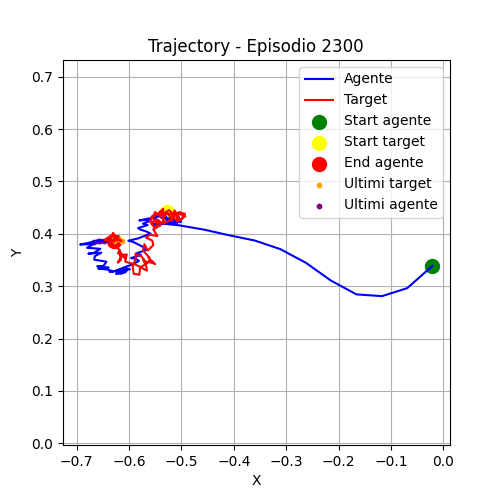 Trajectory - Episodio 2300
Agente
Target
Start agente
Start target
End agente
Ultimi target
Ultimi agente
0.7
0.6
0.5
0.4
0.3
0.2
0.1
0.0
Y
−0.7 −0.6 −0.5 −0.4 −0.3 −0.2 −0.1 0.0
X